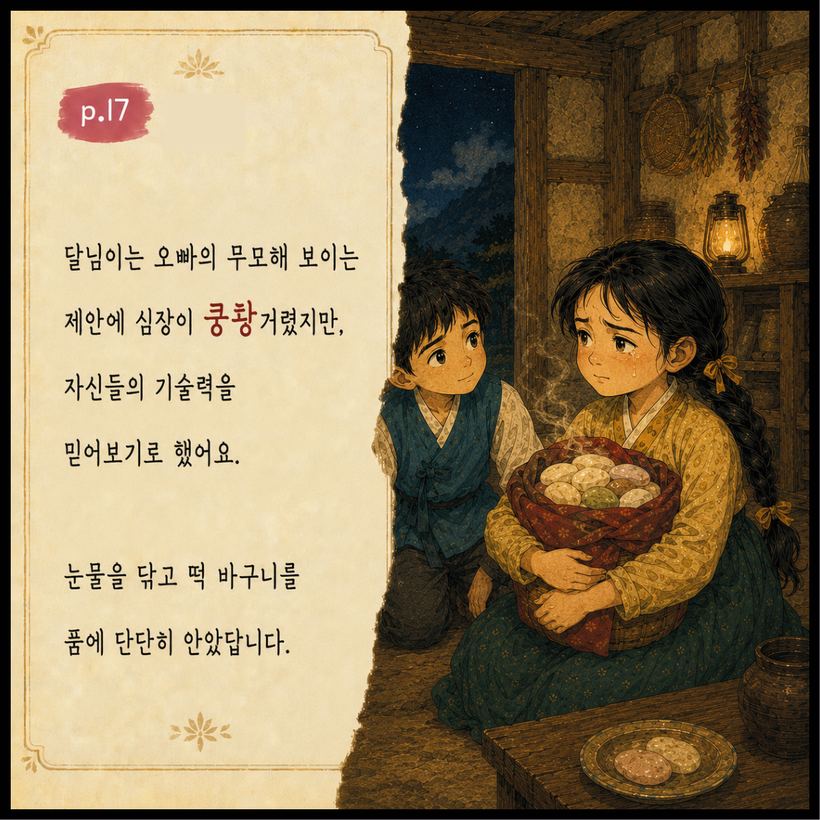 p.17
달님이는 오빠의 무모해 보이는
제안에 심장이 쿵쾅거렸지만,
자신들의 기술력을
믿어보기로 했어요.
눈물을 닦고 떡 바구니를
품에 단단히 안았답니다.